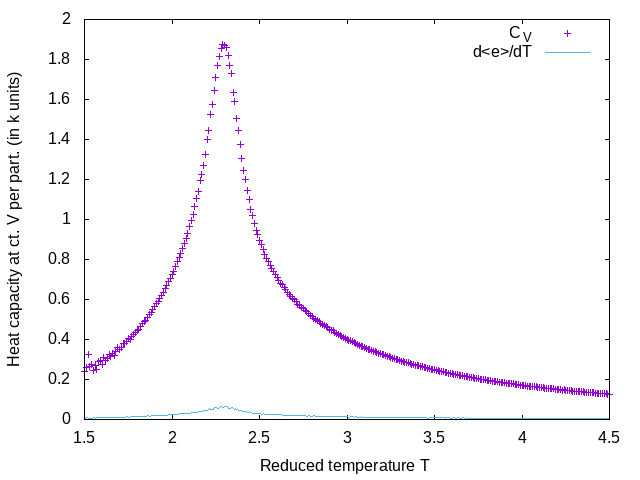 2
1.8
1.6
1.4
1.2
1
0.8
0.6
0.4
0.2
0
Heat capacity at ct. V per part. (in k units)
C_V
d<e>/dT
1.5 2 2.5 3 3.5 4 4.5
Reduced temperature T